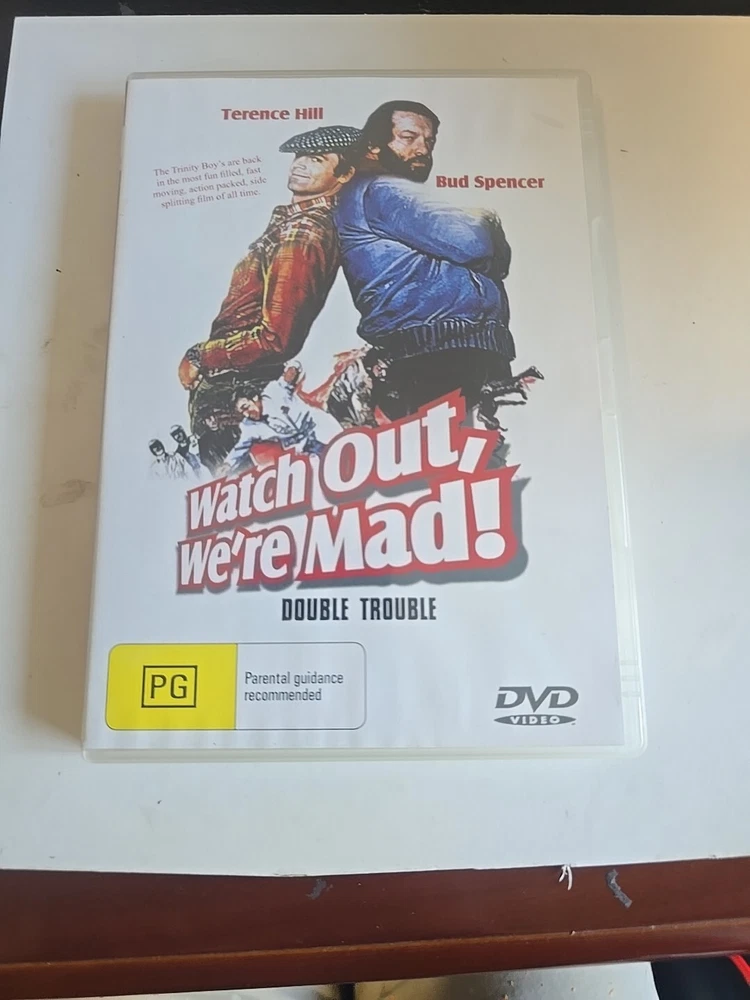 Terence Hill
The Trinity Boy's are back
in the most fun filled, fast
moving, action packed, side
splitting film of all time.
Bud Spencer
Watch Out,
We're Mad!
DOUBLE TROUBLE
PG
Parental guidance
recommended
DVD
VIDEO